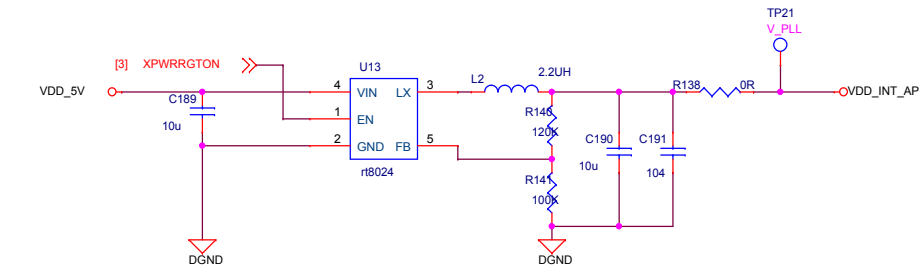 TP21
V_PLL
[3] XPWRRGTON
U13
L2 2.2UH
R138 0R
VDD_5V
C189
4 VIN LX 3
VDD_INT_AP
10u
1 EN
R140
120K
2 GND FB 5
C190 C191
rt8024
10u 104
R141
100K
DGND DGND